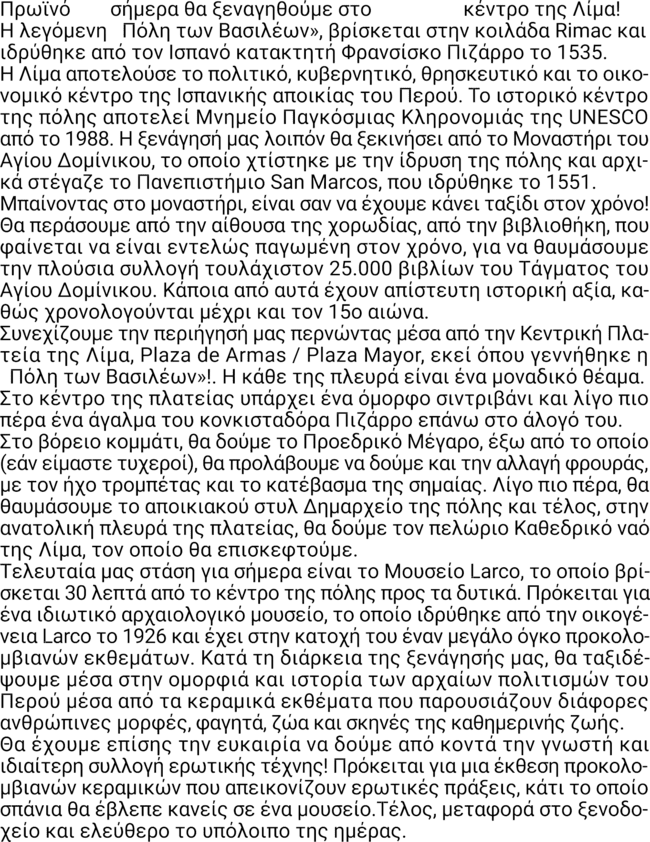 Πρωϊνό σήμερα θα ξεναγηθούμε στο κέντρο της Λίμα!
Η λεγόμενη Πόλη των Βασιλέων», βρίσκεται στην κοιλάδα Rimac και
ιδρύθηκε από τον Ισπανό κατακτητή Φρανσίσκο Πιζάρρο το 1535.
Η Λίμα αποτελούσε το πολιτικό, κυβερνητικό, θρησκευτικό και το οικο-
νομικό κέντρο της Ισπανικής αποικίας του Περού. Το ιστορικό κέντρο
της πόλης αποτελεί Μνημείο Παγκόσμιας Κληρονομιάς της UNESCO
από το 1988. Η ξενάγησή μας λοιπόν θα ξεκινήσει από το Μοναστήρι του
Αγίου Δομίνικου, το οποίο χτίστηκε με την ίδρυση της πόλης και αρχι-
κά στέγαζε το Πανεπιστήμιο San Marcos, που ιδρύθηκε το 1551.
Μπαίνοντας στο μοναστήρι, είναι σαν να έχουμε κάνει ταξίδι στον χρόνο!
Θα περάσουμε από την αίθουσα της χορωδίας, από την βιβλιοθήκη, που
φαίνεται να είναι εντελώς παγωμένη στον χρόνο, για να θαυμάσουμε
την πλούσια συλλογή τουλάχιστον 25.000 βιβλίων του Τάγματος του
Αγίου Δομίνικου. Κάποια από αυτά έχουν απίστευτη ιστορική αξία, κα-
θώς χρονολογούνται μέχρι και τον 15ο αιώνα.
Συνεχίζουμε την περιήγησή μας περνώντας μέσα από την Κεντρική Πλα-
τεία της Λίμα, Plaza de Armas / Plaza Mayor, εκεί όπου γεννήθηκε η
Πόλη των Βασιλέων»!. Η κάθε της πλευρά είναι ένα μοναδικό θέαμα.
Στο κέντρο της πλατείας υπάρχει ένα όμορφο σιντριβάνι και λίγο πιο
πέρα ένα άγαλμα του κονκισταδόρα Πιζάρρο επάνω στο άλογό του.
Στο βόρειο κομμάτι, θα δούμε το Προεδρικό Μέγαρο, έξω από το οποίο
(εάν είμαστε τυχεροί), θα προλάβουμε να δούμε και την αλλαγή φρουράς,
με τον ήχο τρομπέτας και το κατέβασμα της σημαίας. Λίγο πιο πέρα, θα
θαυμάσουμε το αποικιακού στυλ Δημαρχείο της πόλης και τέλος, στην
ανατολική πλευρά της πλατείας, θα δούμε τον πελώριο Καθεδρικό ναό
της Λίμα, τον οποίο θα επισκεφτούμε.
Τελευταία μας στάση για σήμερα είναι το Μουσείο Larco, το οποίο βρί-
σκεται 30 λεπτά από το κέντρο της πόλης προς τα δυτικά. Πρόκειται για
ένα ιδιωτικό αρχαιολογικό μουσείο, το οποίο ιδρύθηκε από την οικογέ-
νεια Larco το 1926 και έχει στην κατοχή του έναν μεγάλο όγκο προκολο-
μβιανών εκθεμάτων. Κατά τη διάρκεια της ξενάγησής μας, θα ταξιδέ-
ψουμε μέσα στην ομορφιά και ιστορία των αρχαίων πολιτισμών του
Περού μέσα από τα κεραμικά εκθέματα που παρουσιάζουν διάφορες
ανθρώπινες μορφές, φαγητά, ζώα και σκηνές της καθημερινής ζωής.
Θα έχουμε επίσης την ευκαιρία να δούμε από κοντά την γνωστή και
ιδιαίτερη συλλογή ερωτικής τέχνης! Πρόκειται για μια έκθεση προκολο-
μβιανών κεραμικών που απεικονίζουν ερωτικές πράξεις, κάτι το οποίο
σπάνια θα έβλεπε κανείς σε ένα μουσείο.Τέλος, μεταφορά στο ξενοδο-
χείο και ελεύθερο το υπόλοιπο της ημέρας.